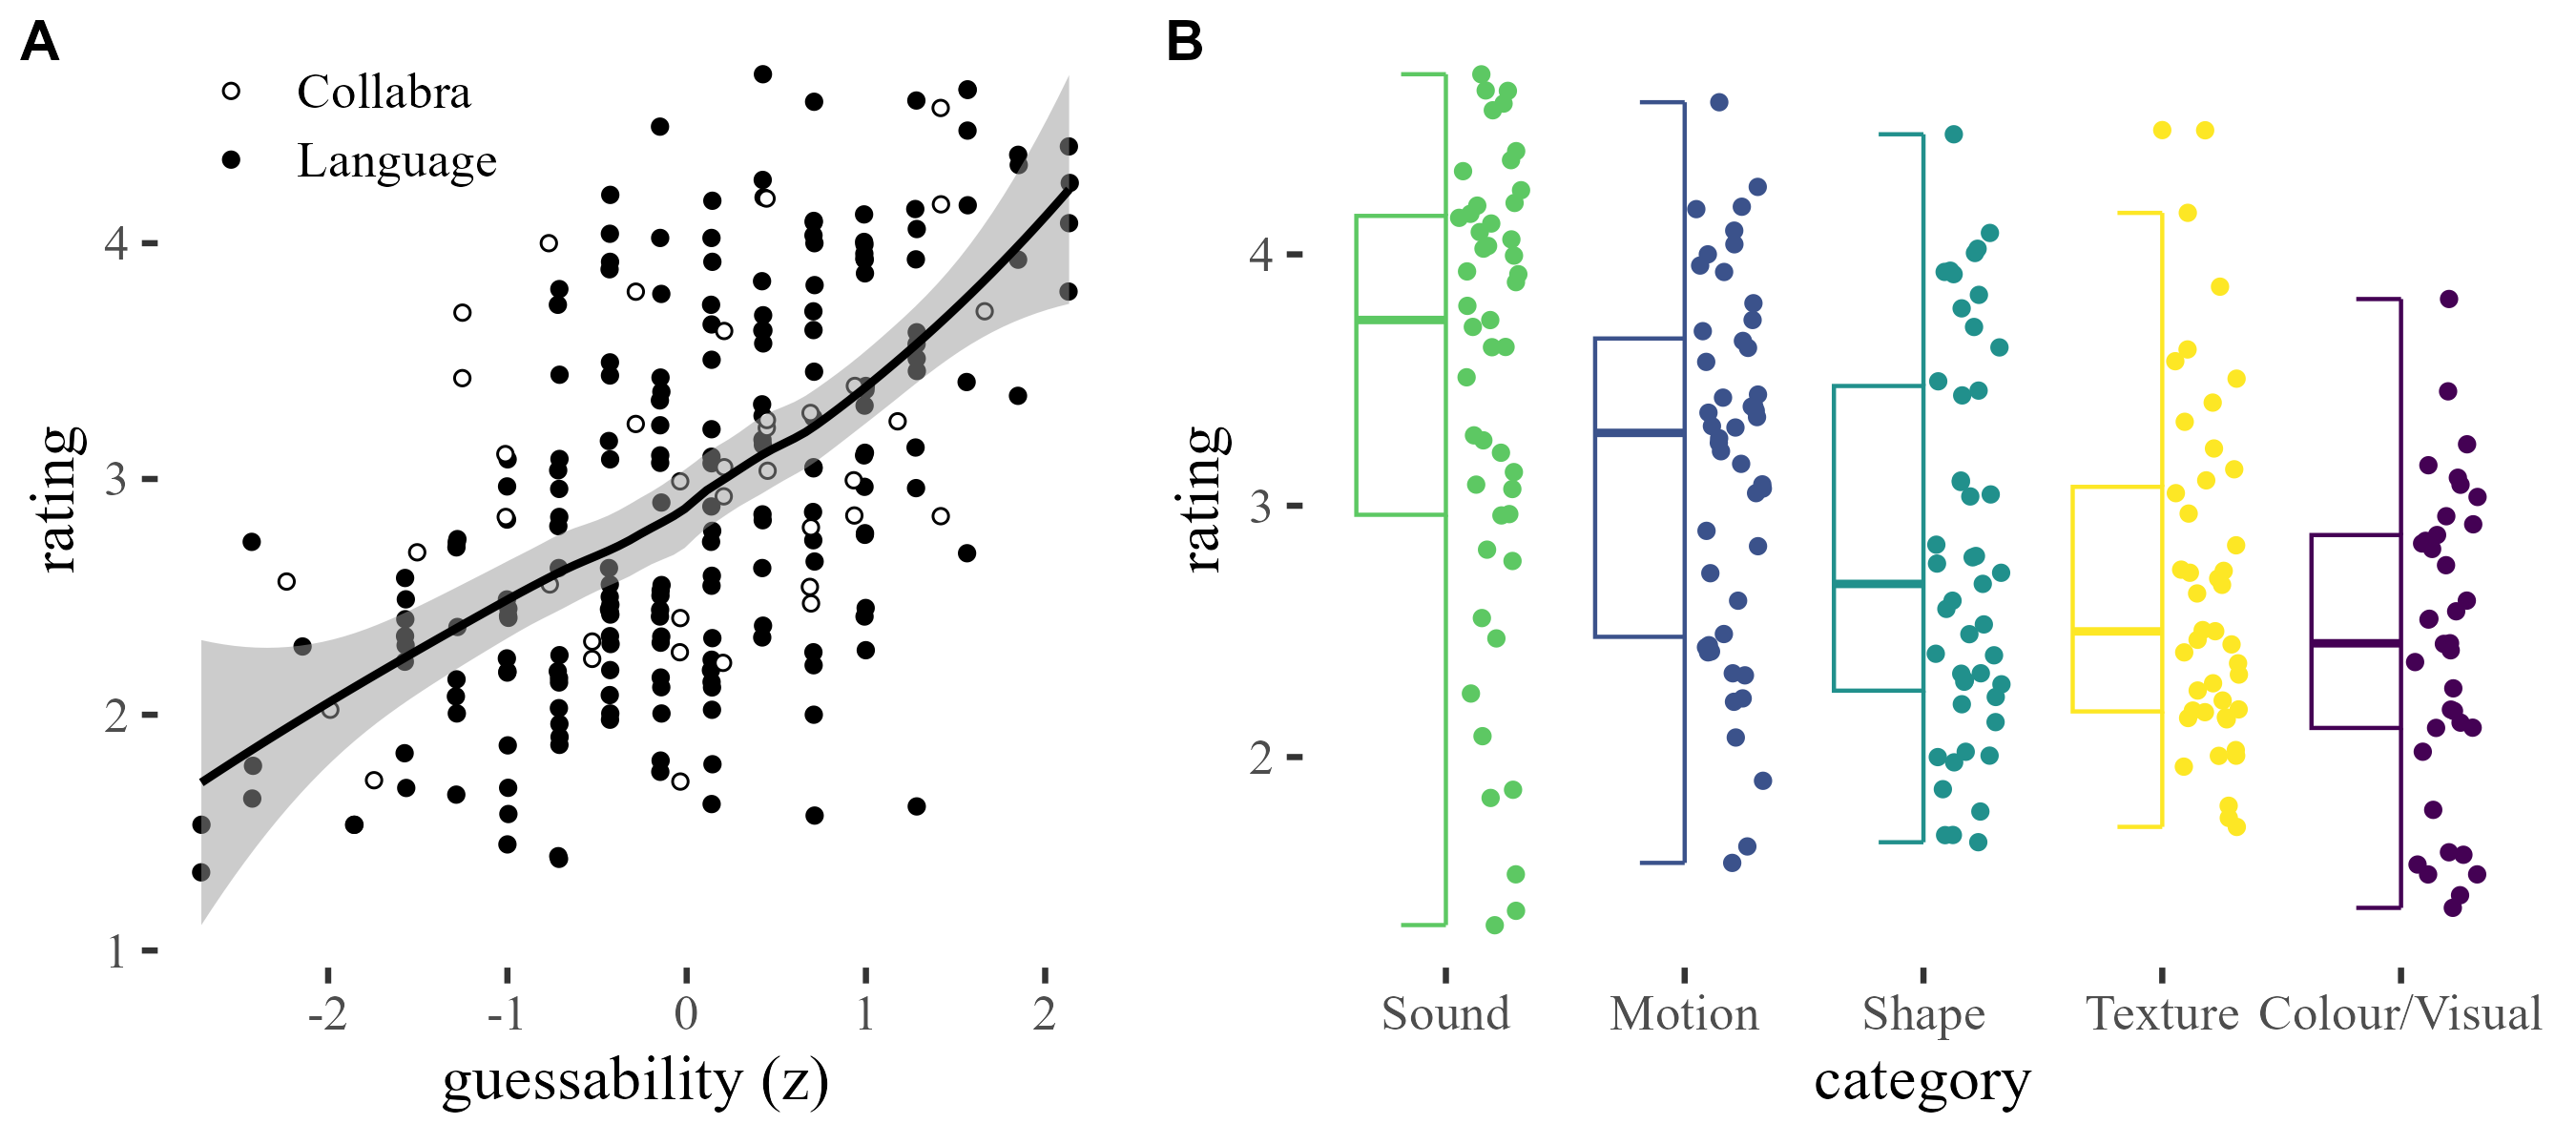 A
Collabra
Language
rating
4
3
2
1
-2 -1 0 1 2
guessability (z)
B
rating
4
3
2
Sound Motion Shape Texture Colour/Visual
category